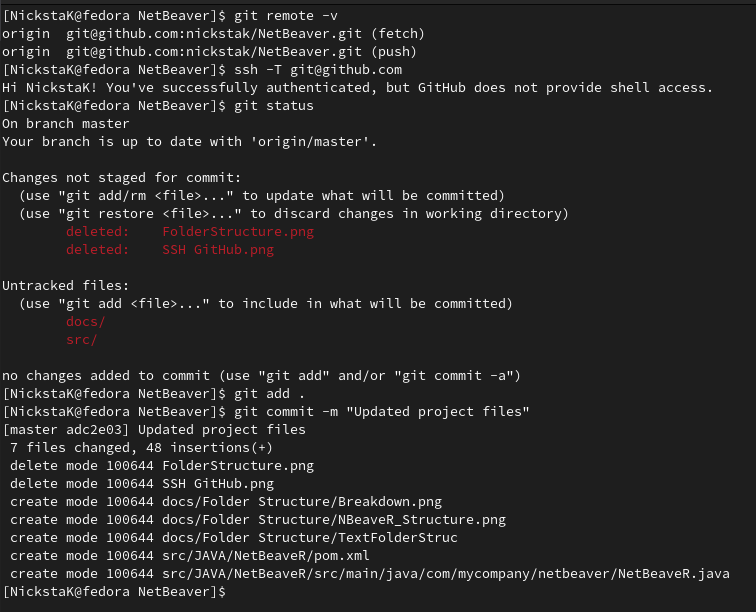 [NickstaK@fedora NetBeaver]$ git remote -v
origin  git@github.com:nickstak/NetBeaver.git (fetch)
origin  git@github.com:nickstak/NetBeaver.git (push)
[NickstaK@fedora NetBeaver]$ ssh -T git@github.com
Hi NickstaK! You've successfully authenticated, but GitHub does not provide shell access.
[NickstaK@fedora NetBeaver]$ git status
On branch master
Your branch is up to date with 'origin/master'.

Changes not staged for commit:
  (use "git add/rm <file>..." to update what will be committed)
  (use "git restore <file>..." to discard changes in working directory)
        deleted:    FolderStructure.png
        deleted:    SSH GitHub.png

Untracked files:
  (use "git add <file>..." to include in what will be committed)
        docs/
        src/

no changes added to commit (use "git add" and/or "git commit -a")
[NickstaK@fedora NetBeaver]$ git add .
[NickstaK@fedora NetBeaver]$ git commit -m "Updated project files"
[master adc2e03] Updated project files
 7 files changed, 48 insertions(+)
 delete mode 100644 FolderStructure.png
 delete mode 100644 SSH GitHub.png
 create mode 100644 docs/Folder Structure/Breakdown.png
 create mode 100644 docs/Folder Structure/NBeaveR_Structure.png
 create mode 100644 docs/Folder Structure/TextFolderStruc
 create mode 100644 src/JAVA/NetBeaveR/pom.xml
 create mode 100644 src/JAVA/NetBeaveR/src/main/java/com/mycompany/netbeaver/NetBeaveR.java
[NickstaK@fedora NetBeaver]$